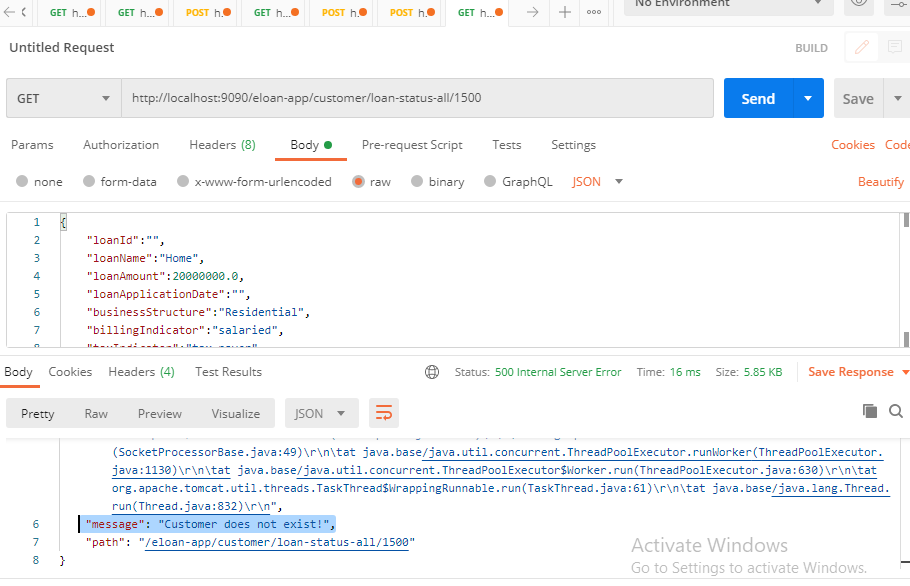 GET h... GET h... POST h. GET h... POST h. POST h. GET h... No Environment
Untitled Request BUILD
GET http://localhost:9090/eloan-app/customer/loan-status-all/1500 Send Save
Params Authorization Headers (8) Body Pre-request Script Tests Settings Cookies Code
none form-data x-www-form-urlencoded raw binary GraphQL JSON Beautify
1 {
2 "loanId":"",
3 "loanName":"Home",
4 "loanAmount":20000000.0,
5 "loanApplicationDate":"",
6 "businessStructure":"Residential",
7 "billingIndicator":"salaried",
Body Cookies Headers (4) Test Results Status: 500 Internal Server Error Time: 16 ms Size: 5.85 KB Save Response
Pretty Raw Preview Visualize JSON
(SocketProcessorBase.java:49)\r\n\tat java.base/java.util.concurrent.ThreadPoolExecutor.runWorker(ThreadPoolExecutor.
java:1130)\r\n\tat java.base/java.util.concurrent.ThreadPoolExecutor$Worker.run(ThreadPoolExecutor.java:630)\r\n\tat
org.apache.tomcat.util.threads.TaskThread$WrappingRunnable.run(TaskThread.java:61)\r\n\tat java.base/java.lang.Thread.
run(Thread.java:832)\r\n",
6 "message": "Customer does not exist!",
7 "path": "/eloan-app/customer/loan-status-all/1500"
8 }
Activate Windows
Go to Settings to activate Windows.